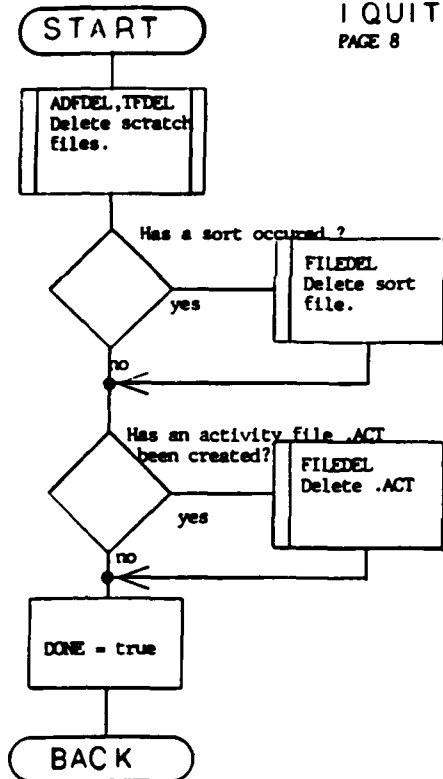 START
I QUIT
PAGE 8
ADFDEL,TFDEL
Delete scratch
files.
Has a sort occured ?
FILEDEL
Delete sort
file.
yes
no
Has an activity file .ACT
been created?
FILEDEL
Delete .ACT
yes
no
DONE = true
BACK